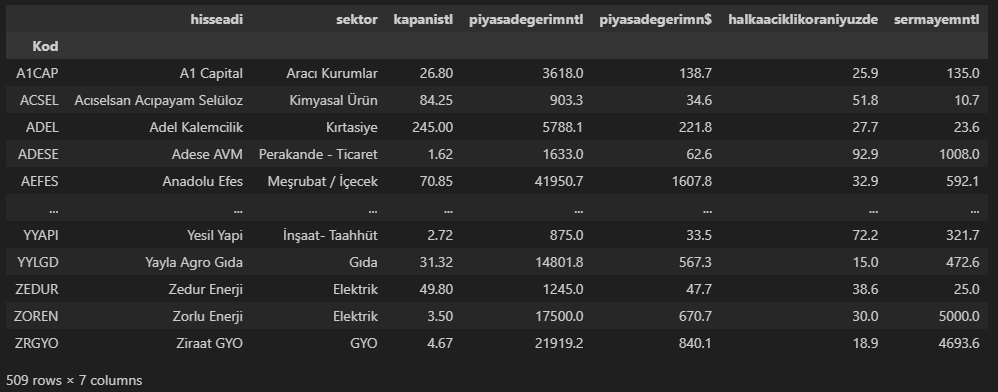 hisseadi sektor kapanistl piyasadegerimntl piyasadegerimn$ halkaaciklikoraniyuzde sermayemntl
Kod
A1CAP A1 Capital Aracı Kurumlar 26.80 3618.0 138.7 25.9 135.0
ACSEL Acıselsan Acıpayam Selüloz Kimyasal Ürün 84.25 903.3 34.6 51.8 10.7
ADEL Adel Kalemcilik Kırtasiye 245.00 5788.1 221.8 27.7 23.6
ADESE Adese AVM Perakande - Ticaret 1.62 1633.0 62.6 92.9 1008.0
AEFES Anadolu Efes Meşrubat / İçecek 70.85 41950.7 1607.8 32.9 592.1
... ... ... ... ... ... ... ...
YYAPI Yesil Yapi İnşaat- Taahhüt 2.72 875.0 33.5 72.2 321.7
YYLGD Yayla Agro Gıda Gıda 31.32 14801.8 567.3 15.0 472.6
ZEDUR Zedur Enerji Elektrik 49.80 1245.0 47.7 38.6 25.0
ZOREN Zorlu Enerji Elektrik 3.50 17500.0 670.7 30.0 5000.0
ZRGYO Ziraat GYO GYO 4.67 21919.2 840.1 18.9 4693.6
509 rows × 7 columns